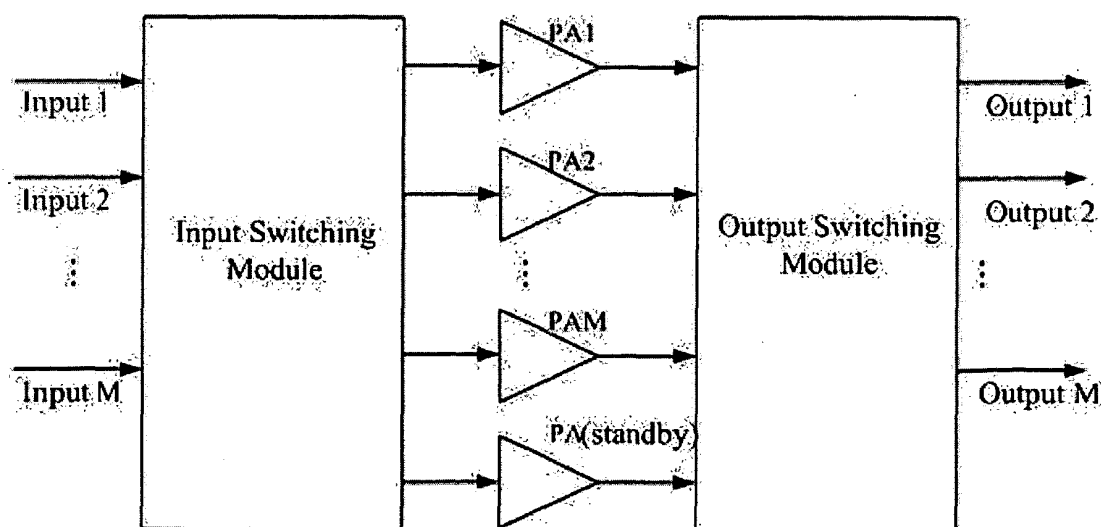 PA1
Input 1
Output 1
PA2
Input 2
Output 2
Input Switching
Module
Output Switching
Module
PAM
Input M
Output M
PA(standby)